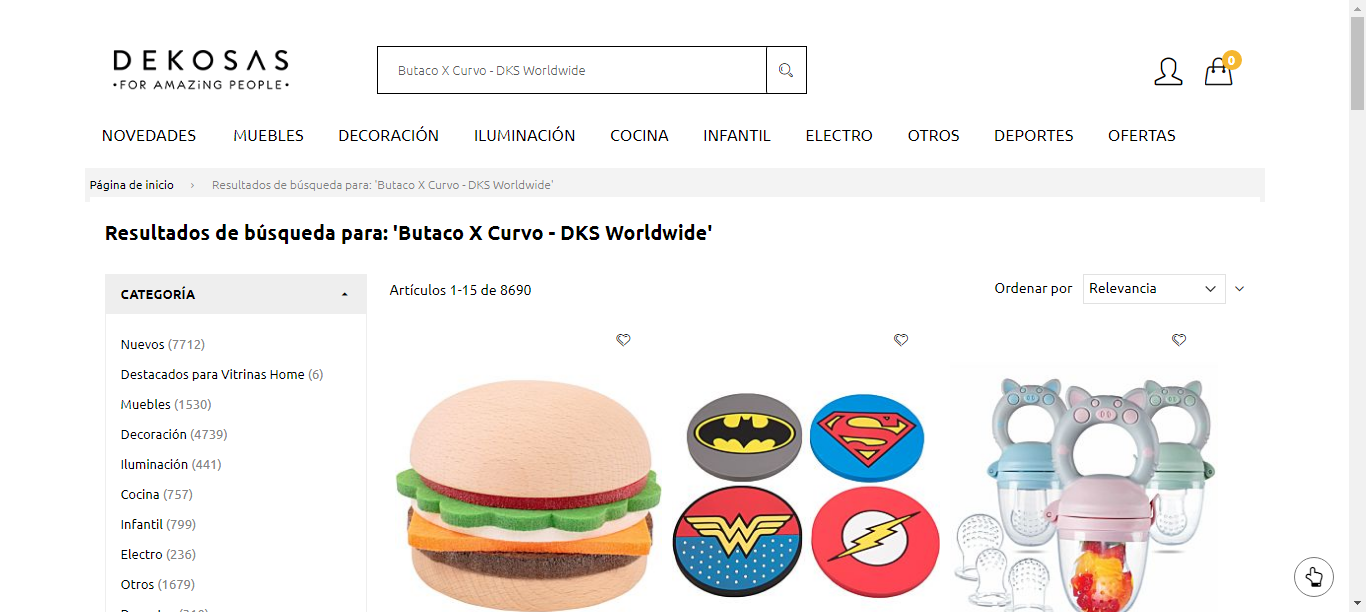 DEKOSAS
•FOR AMAZiNG PEOPLE•
Butaco X Curvo - DKS Worldwide
0
NOVEDADES MUEBLES DECORACIÓN ILUMINACIÓN COCINA INFANTIL ELECTRO OTROS DEPORTES OFERTAS
Página de inicio › Resultados de búsqueda para: 'Butaco X Curvo - DKS Worldwide'
Resultados de búsqueda para: 'Butaco X Curvo - DKS Worldwide'
CATEGORÍA
Nuevos (7712)
Destacados para Vitrinas Home (6)
Muebles (1530)
Decoración (4739)
Iluminación (441)
Cocina (757)
Infantil (799)
Electro (236)
Otros (1679)
Artículos 1-15 de 8690
Ordenar por Relevancia